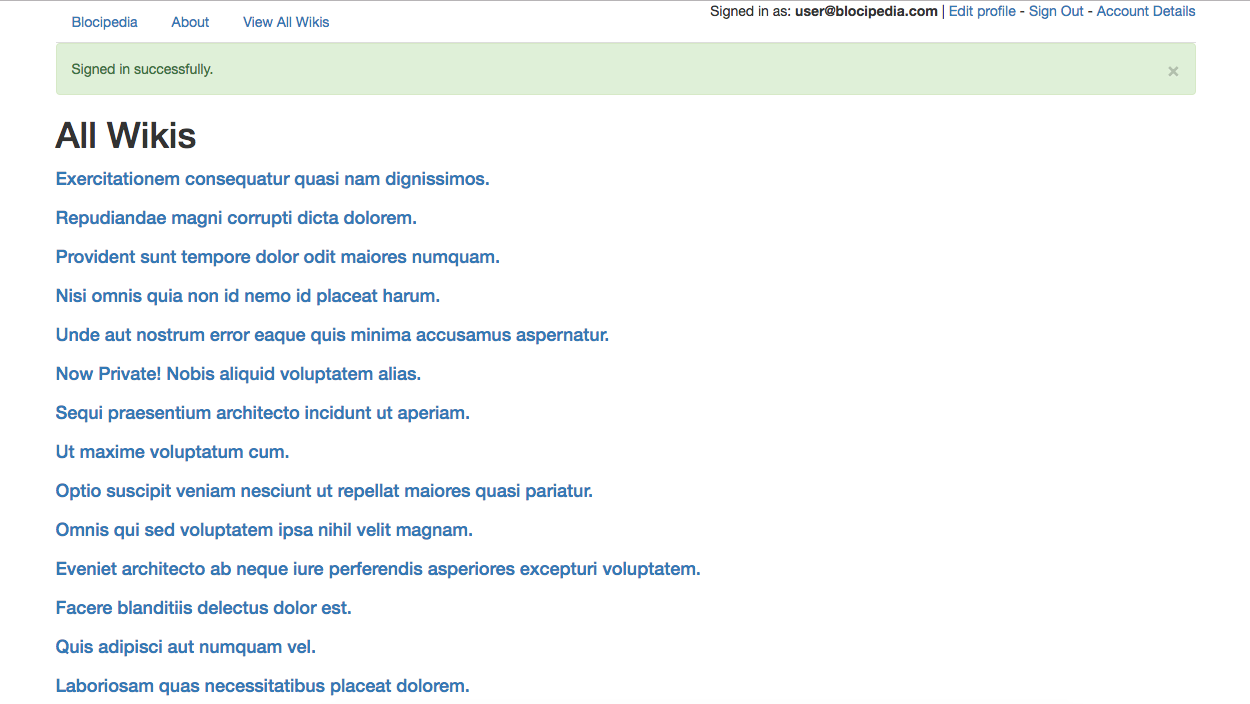 Blocipedia About View All Wikis Signed in as: user@blocipedia.com | Edit profile - Sign Out - Account Details
Signed in successfully. ×
All Wikis
Exercitationem consequatur quasi nam dignissimos.
Repudiandae magni corrupti dicta dolorem.
Provident sunt tempore dolor odit maiores numquam.
Nisi omnis quia non id nemo id placeat harum.
Unde aut nostrum error eaque quis minima accusamus aspernatur.
Now Private! Nobis aliquid voluptatem alias.
Sequi praesentium architecto incidunt ut aperiam.
Ut maxime voluptatum cum.
Optio suscipit veniam nesciunt ut repellat maiores quasi pariatur.
Omnis qui sed voluptatem ipsa nihil velit magnam.
Eveniet architecto ab neque iure perferendis asperiores excepturi voluptatem.
Facere blanditiis delectus dolor est.
Quis adipisci aut numquam vel.
Laboriosam quas necessitatibus placeat dolorem.